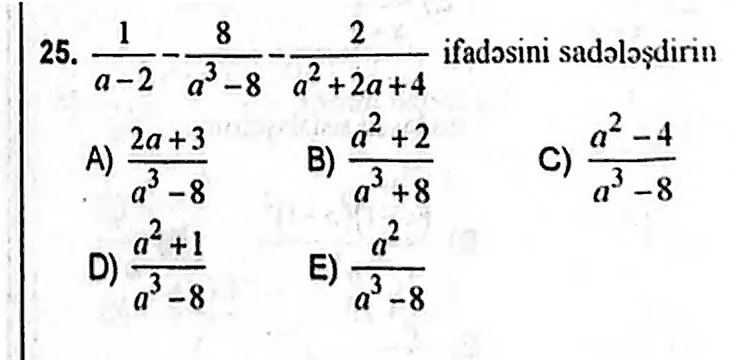 25. 1/(a-2) - 8/(a³-8) - 2/(a²+2a+4) ifadəsini sadələşdirin
A) (2a+3)/(a³-8) B) (a²+2)/(a³+8) C) (a²-4)/(a³-8)
D) (a²+1)/(a³-8) E) a²/(a³-8)